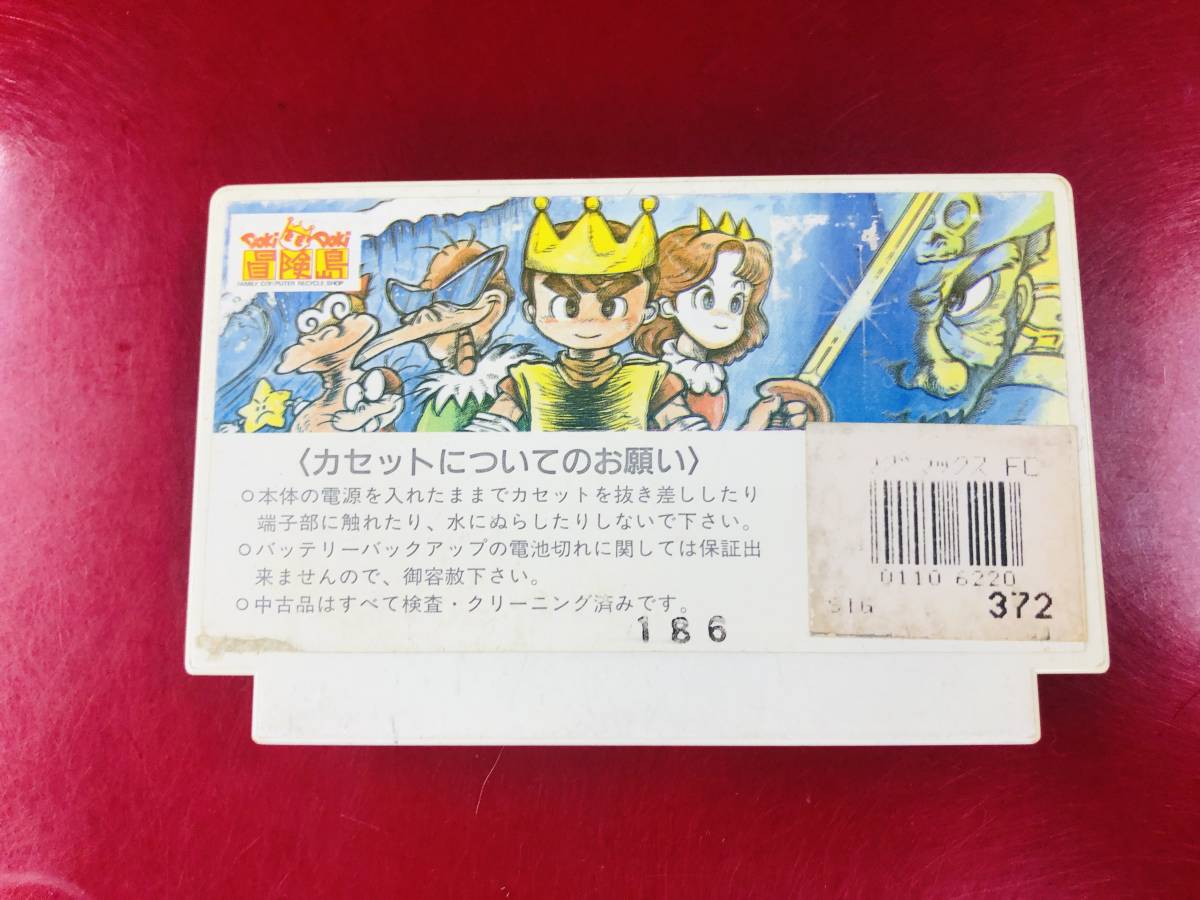 Doki Doki
冒険島
FAMILY COMPUTER RECYCLE SHOP
〈カセットについてのお願い〉
○本体の電源を入れたままでカセットを抜き差ししたり
端子部に触れたり、水にぬらしたりしないで下さい。
○バッテリーバックアップの電池切れに関しては保証出
来ませんので、御容赦下さい。
○中古品はすべて検査・クリーニング済みです。
186
ックス FC
0110 6220
SIG
372